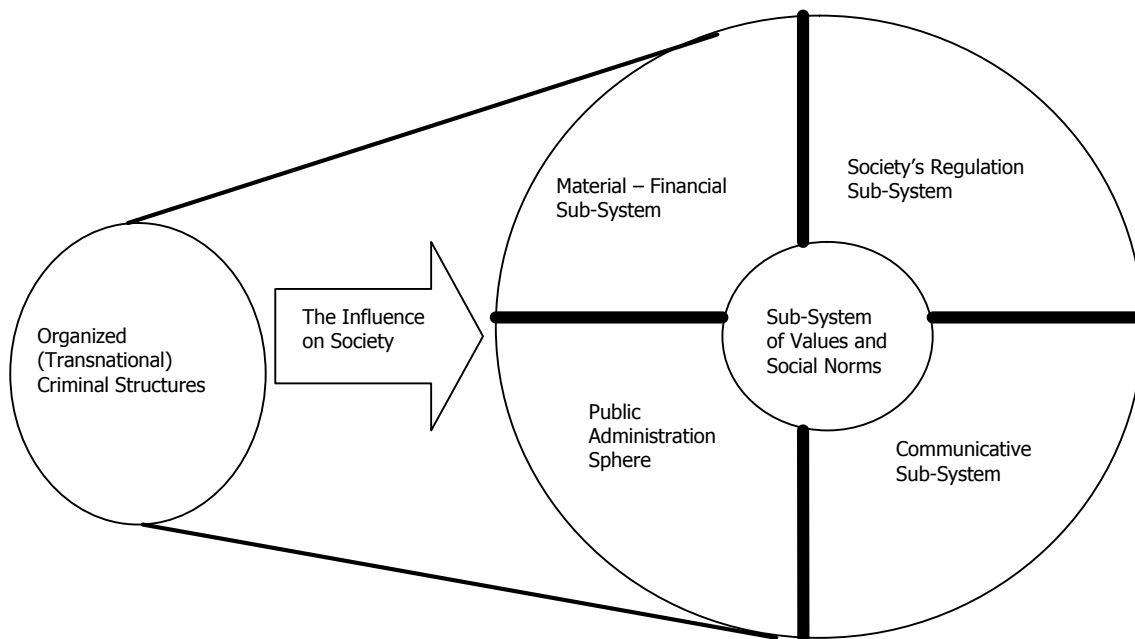 Organized
(Transnational)
Criminal Structures
The Influence
on Society
Material – Financial
Sub-System
Society's Regulation
Sub-System
Sub-System
of Values and
Social Norms
Public
Administration
Sphere
Communicative
Sub-System